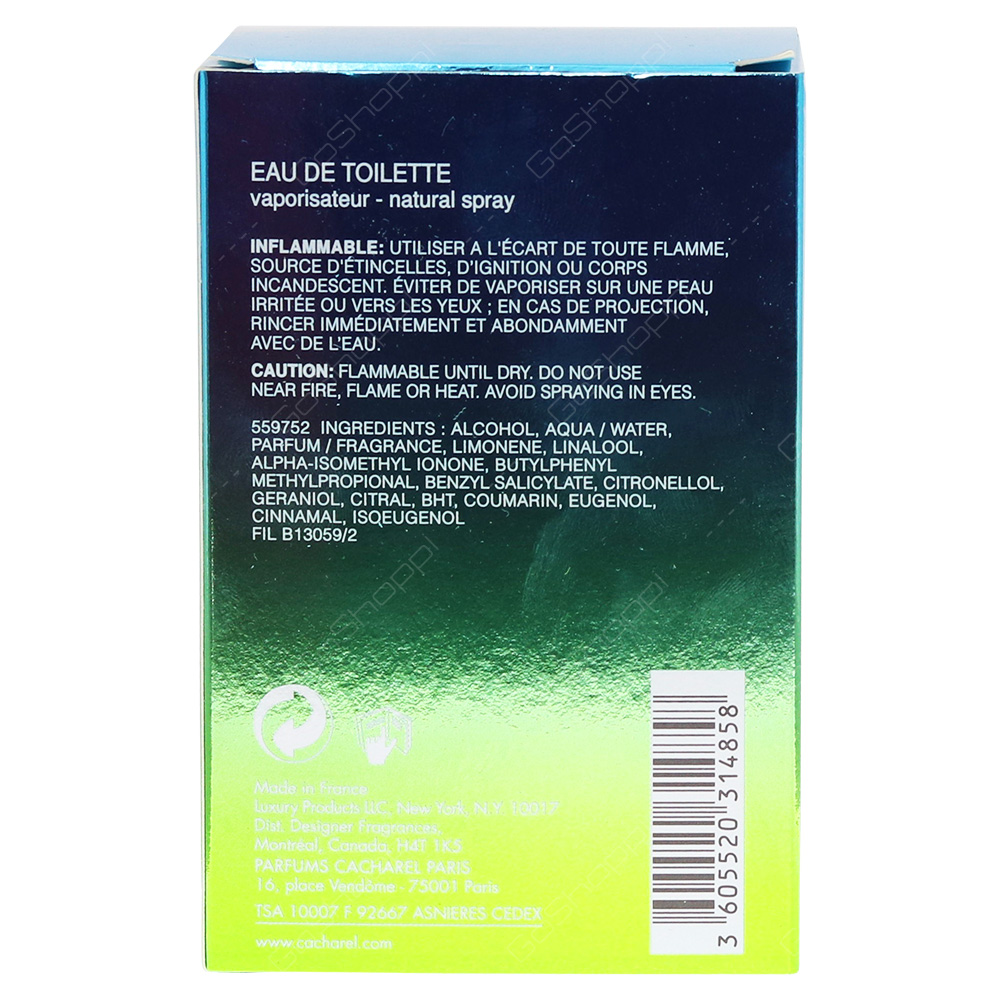 EAU DE TOILETTE
vaporisateur - natural spray
INFLAMMABLE: UTILISER A L'ÉCART DE TOUTE FLAMME,
SOURCE D'ÉTINCELLES, D'IGNITION OU CORPS
INCANDESCENT. ÉVITER DE VAPORISER SUR UNE PEAU
IRRITÉE OU VERS LES YEUX ; EN CAS DE PROJECTION,
RINCER IMMÉDIATEMENT ET ABONDAMMENT
AVEC DE L'EAU.
CAUTION: FLAMMABLE UNTIL DRY. DO NOT USE
NEAR FIRE, FLAME OR HEAT. AVOID SPRAYING IN EYES.
559752 INGREDIENTS : ALCOHOL, AQUA / WATER,
PARFUM / FRAGRANCE, LIMONENE, LINALOOL,
ALPHA-ISOMETHYL IONONE, BUTYLPHENYL
METHYLPROPIONAL, BENZYL SALICYLATE, CITRONELLOL,
GERANIOL, CITRAL, BHT, COUMARIN, EUGENOL,
CINNAMAL, ISOEUGENOL
FIL B13059/2
Made in France
Luxury Products LLC, New York, N.Y. 10017
Dist. Designer Fragrances,
Montréal, Canada, H4T 1K5
PARFUMS CACHAREL PARIS
16, place Vendôme - 75001 Paris
TSA 10007 F 92667 ASNIERES CEDEX
www.cacharel.com
3 605520 314858
GoShoppi
GoShoppi
GoShoppi
GoShoppi